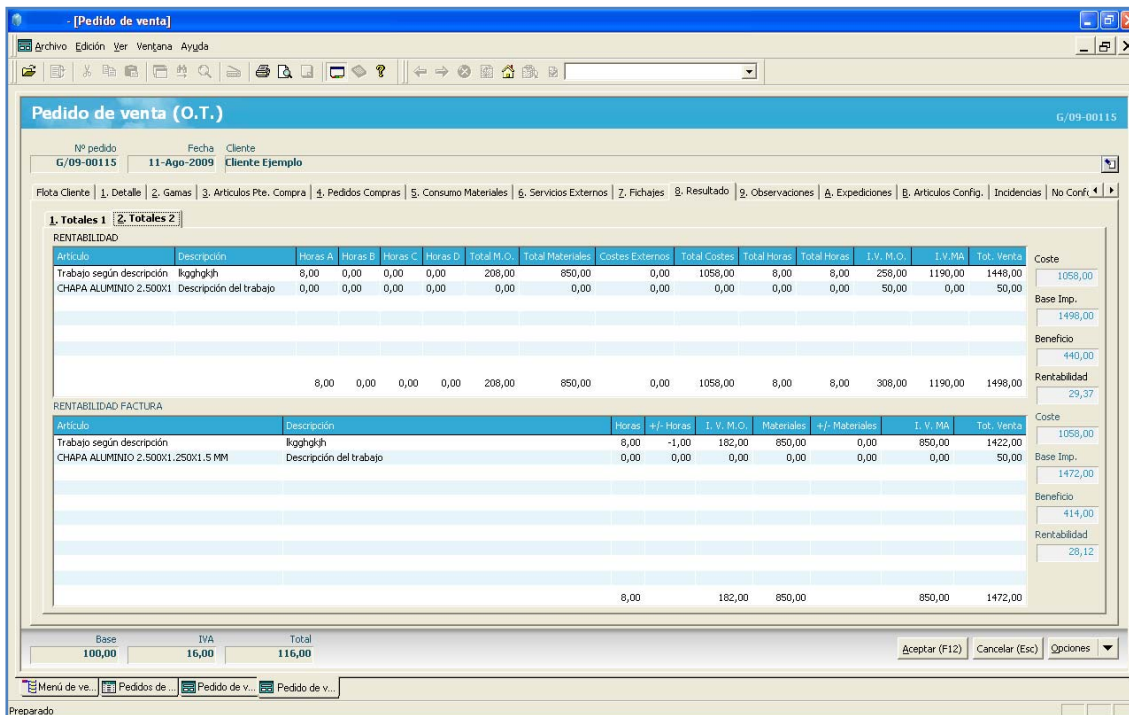 - [Pedido de venta]
Archivo Edición Ver Ventana Ayuda
Pedido de venta (O.T.) G/09-00115
Nº pedido Fecha Cliente
G/09-00115 11-Ago-2009 Cliente Ejemplo
Flota Cliente 1. Detalle 2. Gamas 3. Articulos Pte. Compra 4. Pedidos Compras 5. Consumo Materiales 6. Servicios Externos 7. Fichajes 8. Resultado 9. Observaciones A. Expediciones B. Articulos Config. Incidencias No Confc
1. Totales 1 2. Totales 2
RENTABILIDAD
Artículo Descripción Horas A Horas B Horas C Horas D Total M.O. Total Materiales Costes Externos Total Costes Total Horas Total Horas I.V. M.O. I.V.MA Tot. Venta
Trabajo según descripción lkgghgkjh 8,00 0,00 0,00 0,00 208,00 850,00 0,00 1058,00 8,00 8,00 258,00 1190,00 1448,00
CHAPA ALUMINIO 2.500X1 Descripción del trabajo 0,00 0,00 0,00 0,00 0,00 0,00 0,00 0,00 0,00 0,00 50,00 0,00 50,00
8,00 0,00 0,00 0,00 208,00 850,00 0,00 1058,00 8,00 8,00 308,00 1190,00 1498,00
Coste
1058,00
Base Imp.
1498,00
Beneficio
440,00
Rentabilidad
29,37
RENTABILIDAD FACTURA
Artículo Descripción Horas +/- Horas I. V. M.O. Materiales +/- Materiales I. V. MA Tot. Venta
Trabajo según descripción lkgghgkjh 8,00 -1,00 182,00 850,00 0,00 850,00 1422,00
CHAPA ALUMINIO 2.500X1.250X1.5 MM Descripción del trabajo 0,00 0,00 0,00 0,00 0,00 0,00 50,00
8,00 182,00 850,00 850,00 1472,00
Coste
1058,00
Base Imp.
1472,00
Beneficio
414,00
Rentabilidad
28,12
Base IVA Total
100,00 16,00 116,00
Aceptar (F12) Cancelar (Esc) Opciones
Menú de ve... Pedidos de ... Pedido de v... Pedido de v...
Preparado